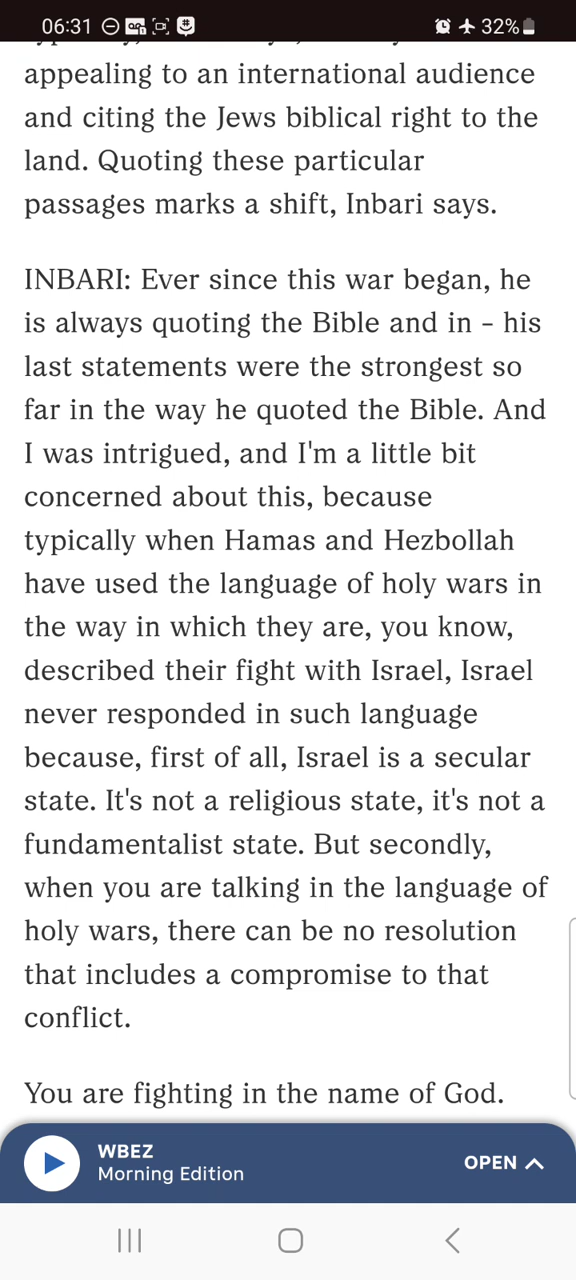 06:31
32%
appealing to an international audience
and citing the Jews biblical right to the
land. Quoting these particular
passages marks a shift, Inbari says.
INBARI: Ever since this war began, he
is always quoting the Bible and in – his
last statements were the strongest so
far in the way he quoted the Bible. And
I was intrigued, and I'm a little bit
concerned about this, because
typically when Hamas and Hezbollah
have used the language of holy wars in
the way in which they are, you know,
described their fight with Israel, Israel
never responded in such language
because, first of all, Israel is a secular
state. It's not a religious state, it's not a
fundamentalist state. But secondly,
when you are talking in the language of
holy wars, there can be no resolution
that includes a compromise to that
conflict.
You are fighting in the name of God.
WBEZ
Morning Edition
OPEN